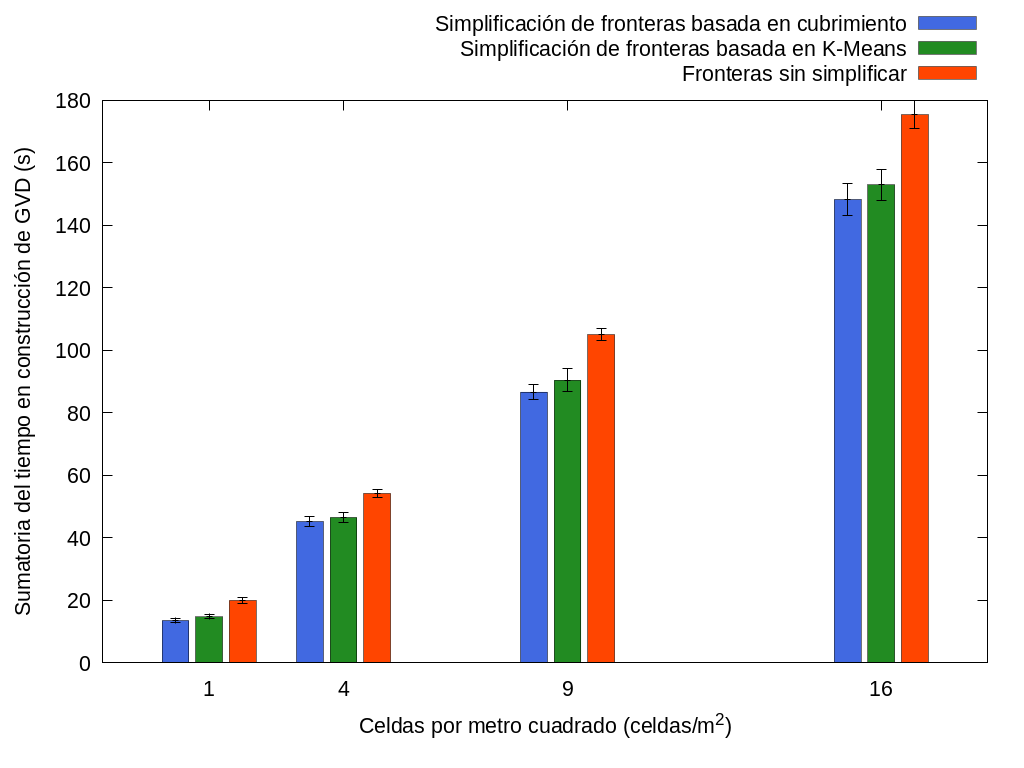 Simplificación de fronteras basada en cubrimiento
Simplificación de fronteras basada en K-Means
Fronteras sin simplificar
Sumatoria del tiempo en construcción de GVD (s)
180
160
140
120
100
80
60
40
20
0
1 4 9 16
Celdas por metro cuadrado (celdas/m²)